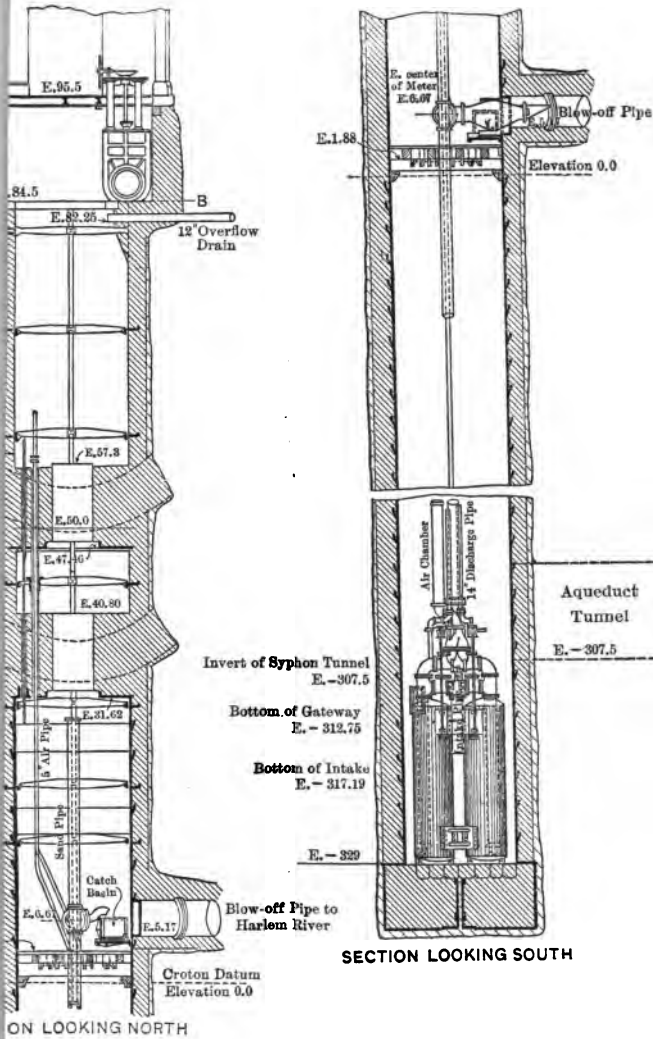 E.95.5
.84.5
B
E.82.25
12"Overflow
Drain
E.57.3
E.50.0
E.47.46
E.40.80
E.31.62
5" Air Pipe
Sand Pipe
Catch
Basin
E.6.67
E.5.17
Blow-off Pipe to
Harlem River
Croton Datum
Elevation 0.0
ON LOOKING NORTH
E. center
of Meter
E.6.67
Blow-off Pipe
E.1.88
Elevation 0.0
Air Chamber
14" Discharge Pipe
Aqueduct
Tunnel
E.-307.5
Invert of Syphon Tunnel
E.-307.5
Intake Pipe
Bottom of Gateway
E.-312.75
Bottom of Intake
E.-317.19
E.-329
SECTION LOOKING SOUTH